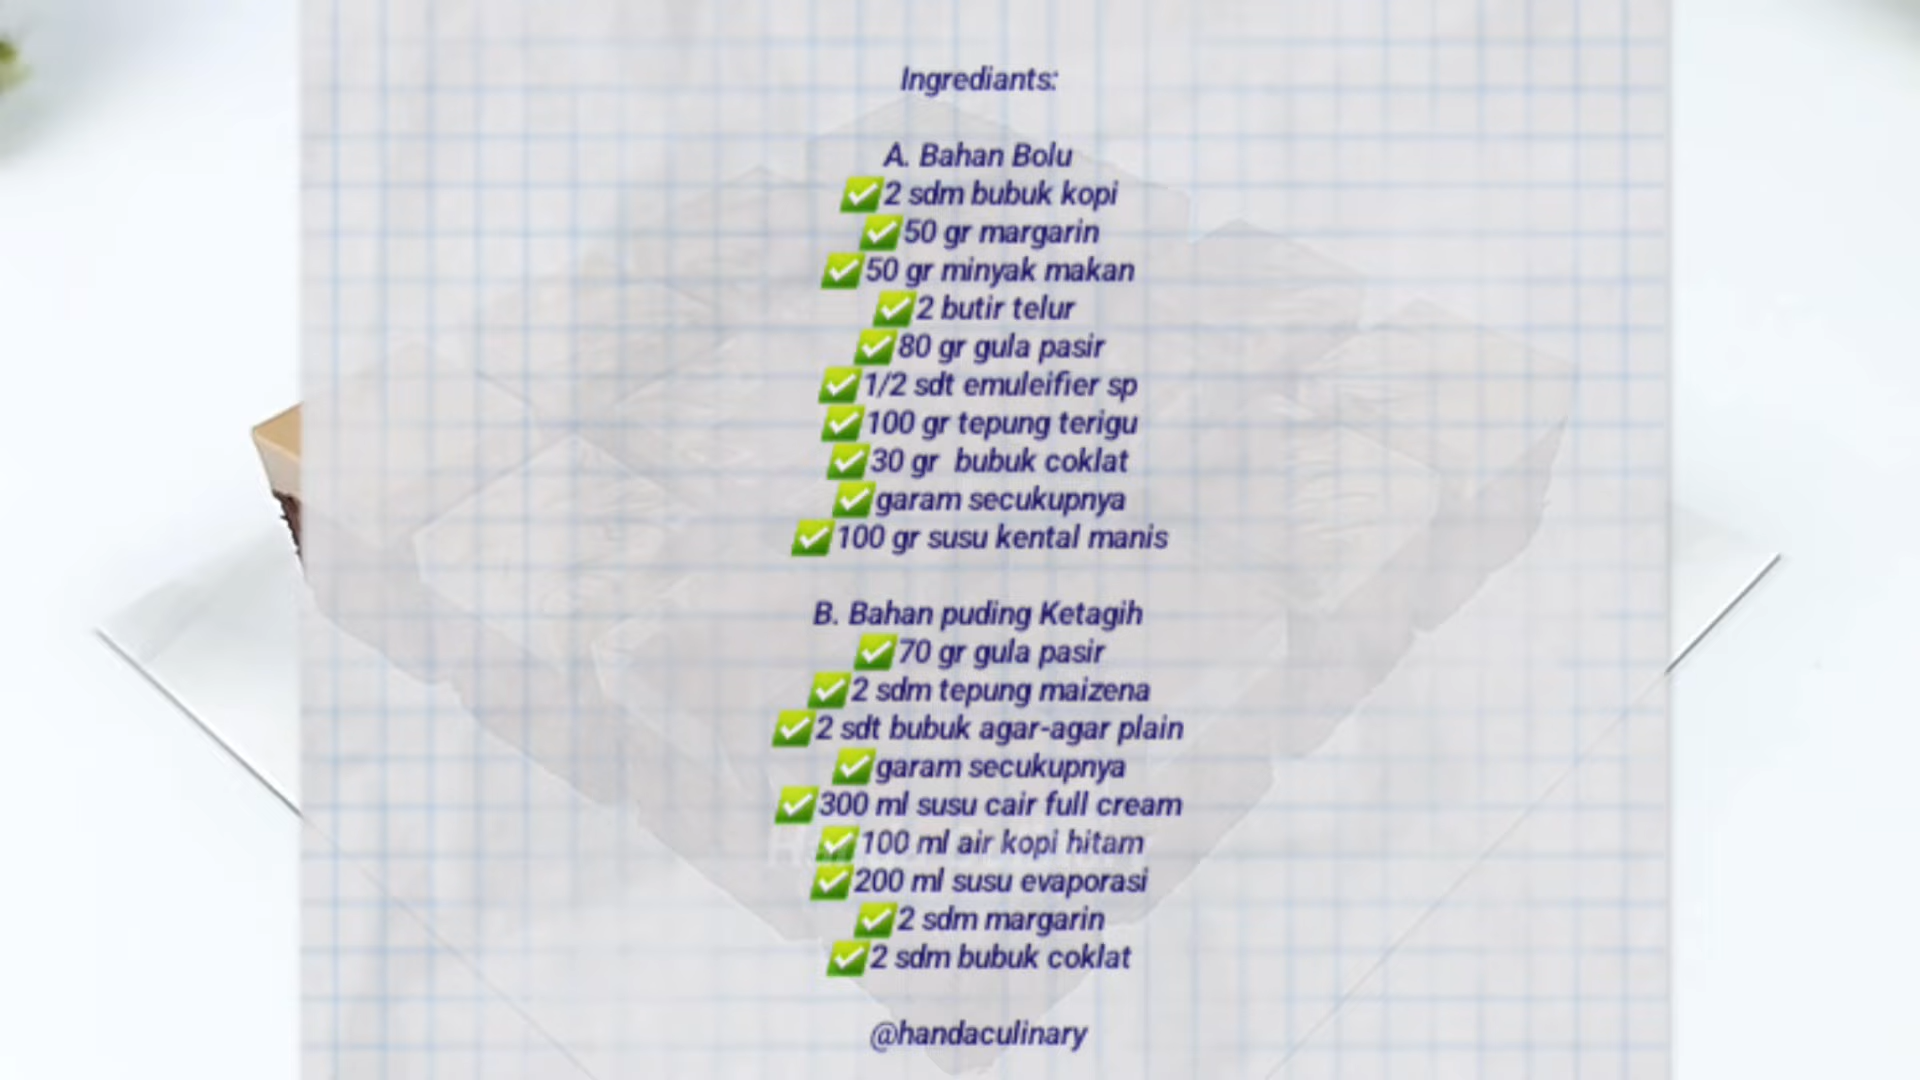 Ingrediants:
A. Bahan Bolu
✅2 sdm bubuk kopi
✅50 gr margarin
✅50 gr minyak makan
✅2 butir telur
✅80 gr gula pasir
✅1/2 sdt emuleifier sp
✅100 gr tepung terigu
✅30 gr  bubuk coklat
✅garam secukupnya
✅100 gr susu kental manis
B. Bahan puding Ketagih
✅70 gr gula pasir
✅2 sdm tepung maizena
✅2 sdt bubuk agar-agar plain
✅garam secukupnya
✅300 ml susu cair full cream
✅100 ml air kopi hitam
✅200 ml susu evaporasi
✅2 sdm margarin
✅2 sdm bubuk coklat
@handaculinary